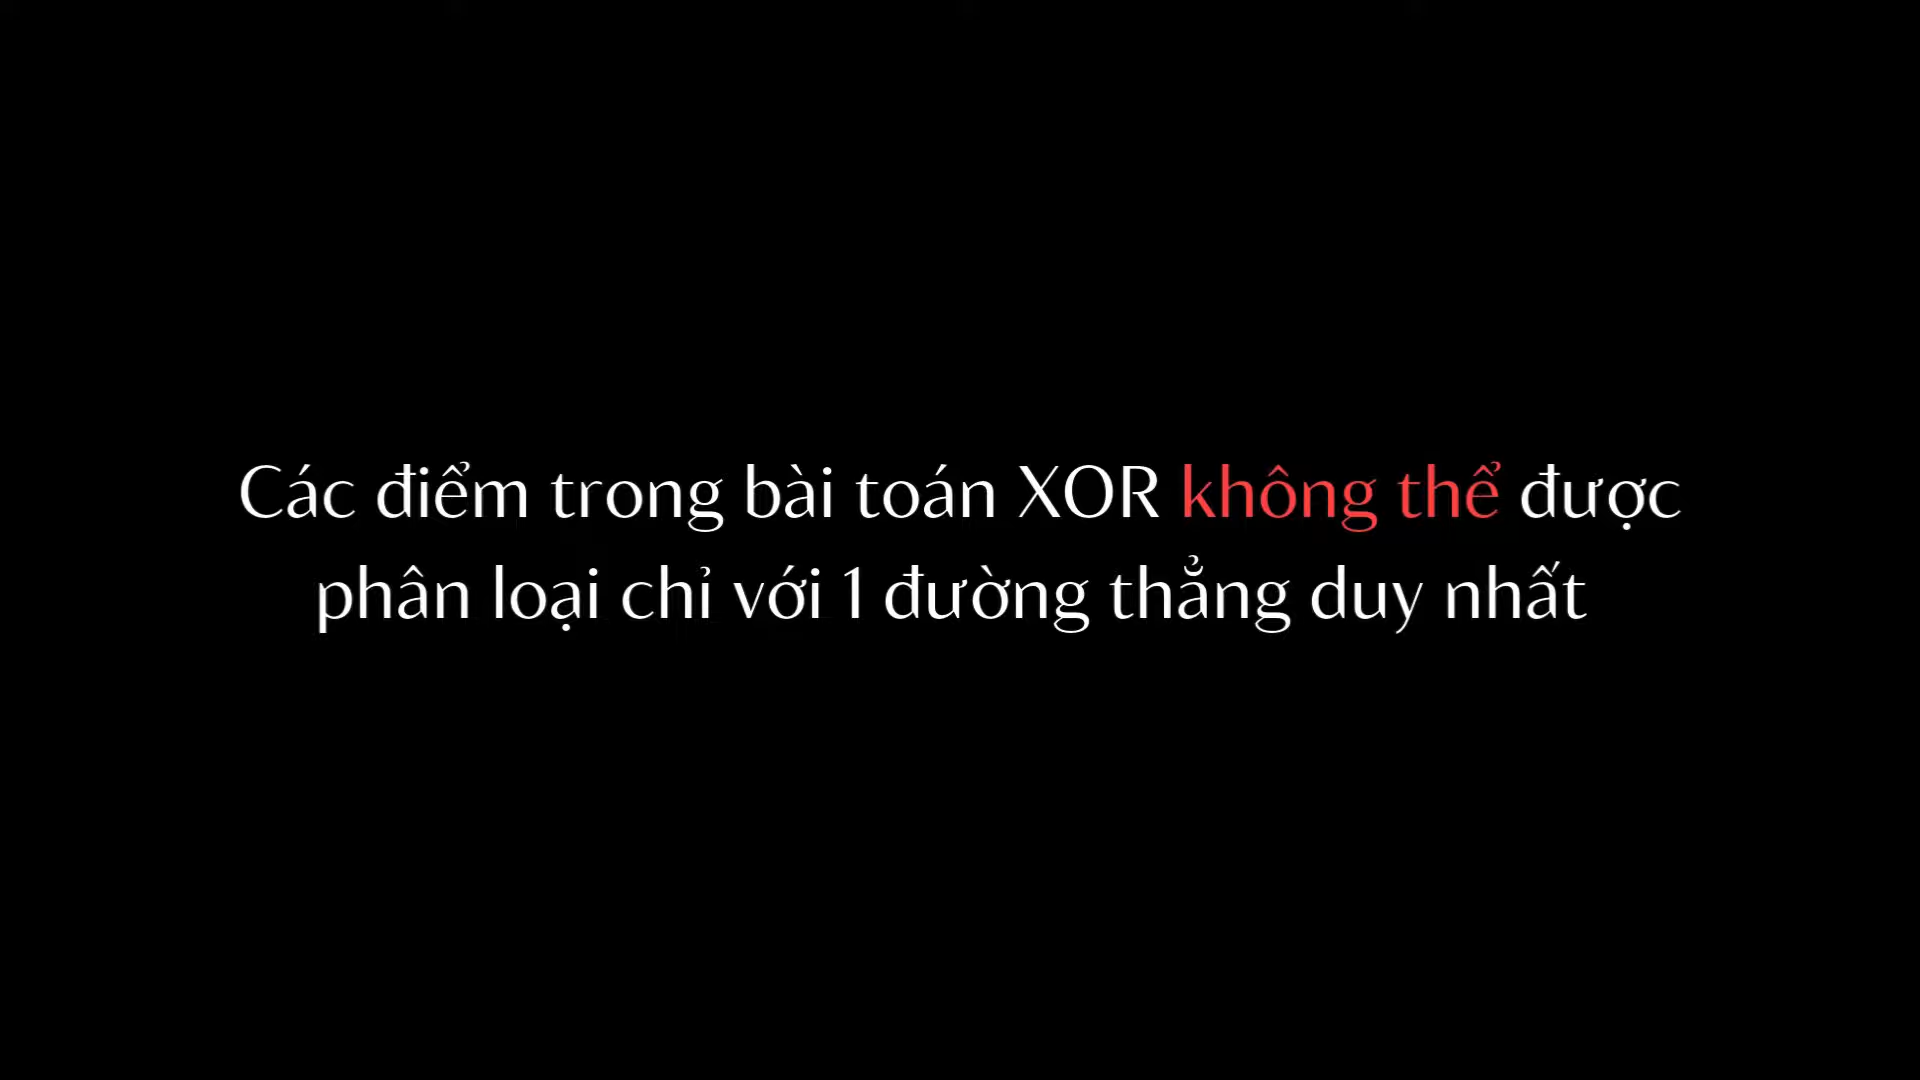 Các điểm trong bài toán XOR không thể được
phân loại chỉ với 1 đường thẳng duy nhất